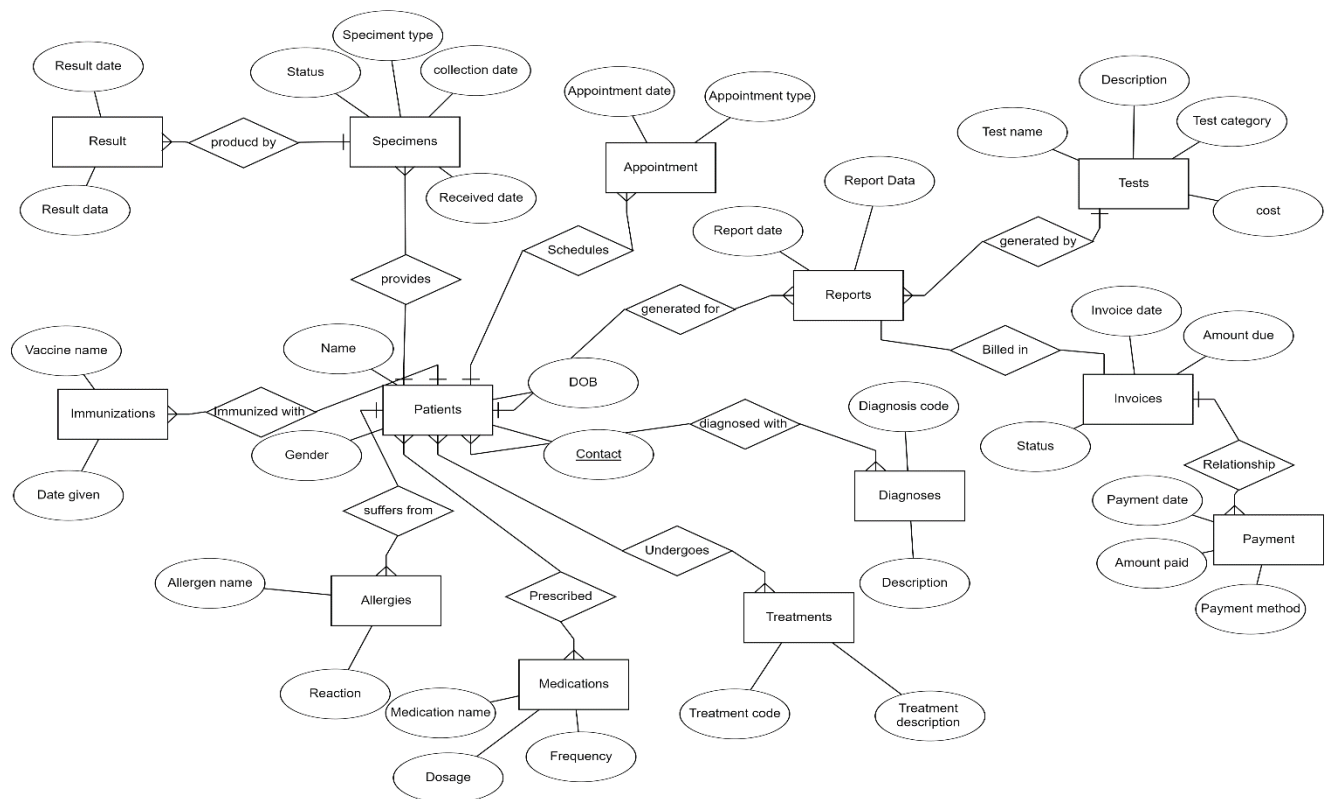 Speciment type
Result date
Status
collection date
Result
producd by
Specimens
Result data
Received date
Appointment date
Appointment type
Appointment
Description
Test name
Test category
Tests
cost
Report Data
Report date
generated by
Schedules
provides
Reports
generated for
Invoice date
Amount due
Billed in
Invoices
Status
Name
Vaccine name
DOB
Immunizations
Immunized with
Patients
Gender
Contact
Date given
diagnosed with
Diagnosis code
Diagnoses
Description
Relationship
Payment date
Payment
Amount paid
Payment method
suffers from
Undergoes
Allergen name
Allergies
Reaction
Prescribed
Treatments
Treatment code
Treatment
description
Medications
Medication name
Frequency
Dosage